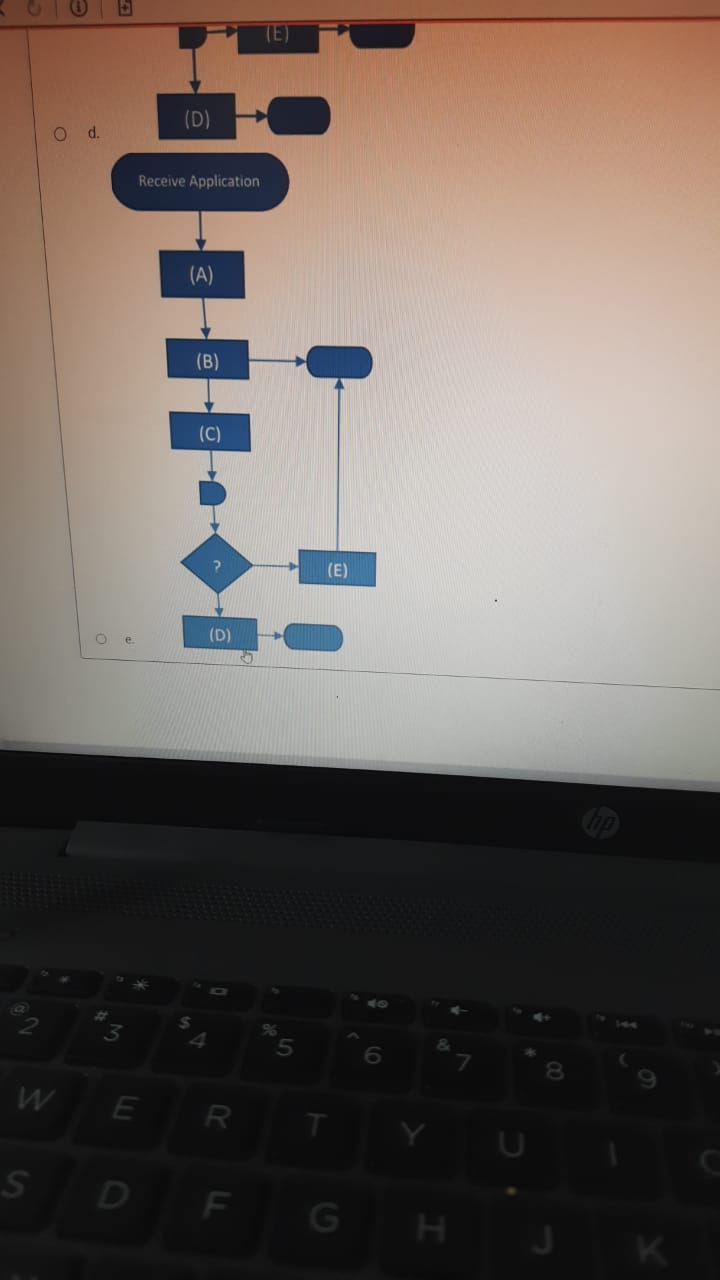 (E)
(D)
d.
Receive Application
(A)
(B)
(C)
?
(E)
(D)
e.
hp
@
2
#
3
$
4
%
5
^
6
&
7
*
8
(
9
W
E
R
T
Y
U
I
S
D
F
G
H
J
K